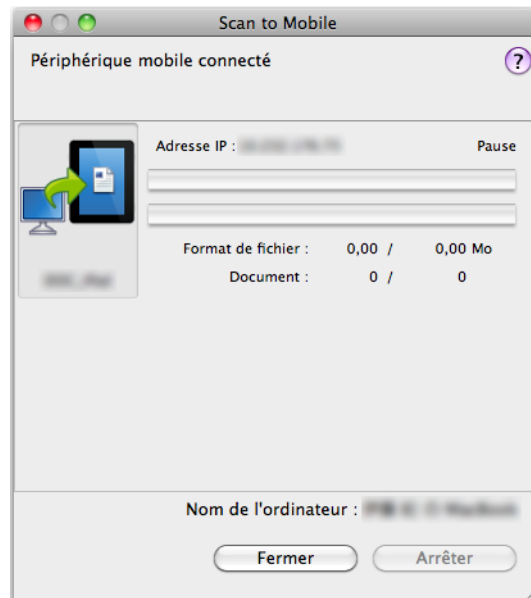 Scan to Mobile
Périphérique mobile connecté
?
Adresse IP : Pause
Format de fichier : 0,00 / 0,00 Mo
Document : 0 / 0
Nom de l'ordinateur :
Fermer Arrêter